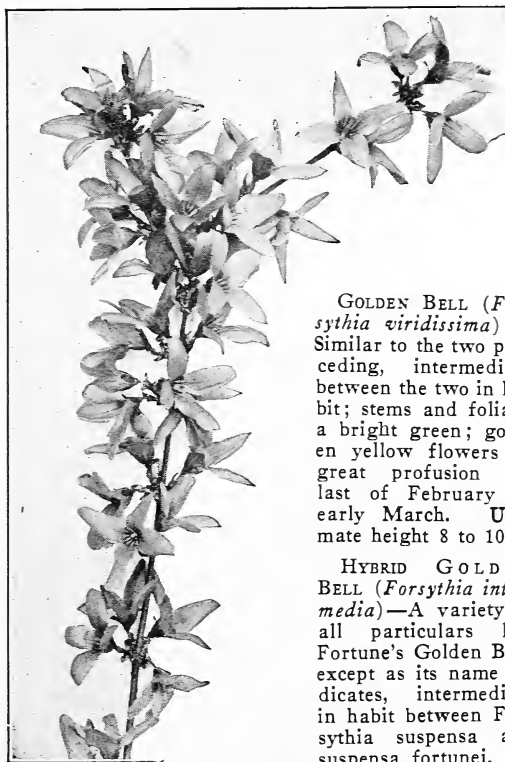 GOLDEN BELL (F
sythia viridissima)
Similar to the two p
ceding, intermedi
between the two in h
bit; stems and folia
a bright green; go
en yellow flowers
great profusion
last of February
early March. U
mate height 8 to 10
HYBRID GOLD
BELL (Forsythia int
media)—A variety
all particulars l
Fortune's Golden B
except as its name
dicates, intermedi
in habit between F
sythia suspensa a
suspensa fortunei.